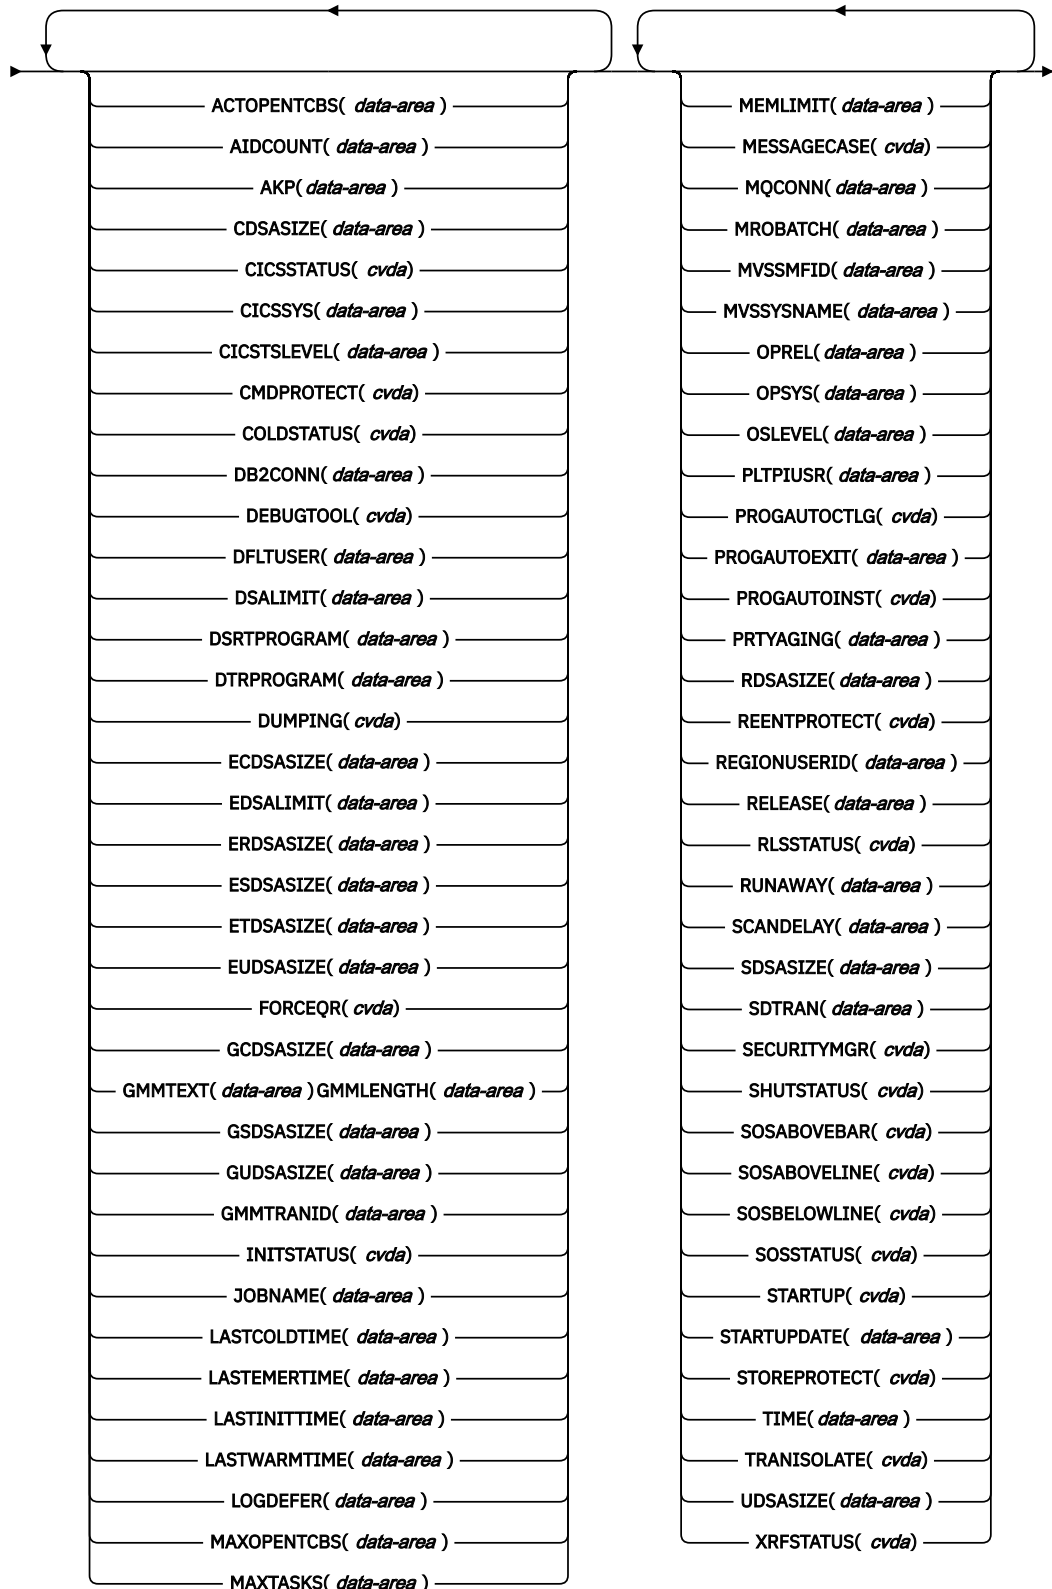 ACTOPENTCBS( data-area )
AIDCOUNT( data-area )
AKP( data-area )
CDSASIZE( data-area )
CICSSTATUS( cvda)
CICSSYS( data-area )
CICSTSLEVEL( data-area )
CMDPROTECT( cvda)
COLDSTATUS( cvda)
DB2CONN( data-area )
DEBUGTOOL( cvda)
DFLTUSER( data-area )
DSALIMIT( data-area )
DSRTPROGRAM( data-area )
DTRPROGRAM( data-area )
DUMPING( cvda)
ECDSASIZE( data-area )
EDSALIMIT( data-area )
ERDSASIZE( data-area )
ESDSASIZE( data-area )
ETDSASIZE( data-area )
EUDSASIZE( data-area )
FORCEQR( cvda)
GCDSASIZE( data-area )
GMMTEXT( data-area ) GMMLENGTH( data-area )
GSDSASIZE( data-area )
GUDSASIZE( data-area )
GMMTRANID( data-area )
INITSTATUS( cvda)
JOBNAME( data-area )
LASTCOLDTIME( data-area )
LASTEMERTIME( data-area )
LASTINITTIME( data-area )
LASTWARMTIME( data-area )
LOGDEFER( data-area )
MAXOPENTCBS( data-area )
MAXTASKS( data-area )
MEMLIMIT( data-area )
MESSAGECASE( cvda)
MQCONN( data-area )
MROBATCH( data-area )
MVSSMFID( data-area )
MVSSYSNAME( data-area )
OPREL( data-area )
OPSYS( data-area )
OSLEVEL( data-area )
PLTPIUSR( data-area )
PROGAUTOCTLG( cvda)
PROGAUTOEXIT( data-area )
PROGAUTOINST( cvda)
PRTYAGING( data-area )
RDSASIZE( data-area )
REENTPROTECT( cvda)
REGIONUSERID( data-area )
RELEASE( data-area )
RLSSTATUS( cvda)
RUNAWAY( data-area )
SCANDELAY( data-area )
SDSASIZE( data-area )
SDTRAN( data-area )
SECURITYMGR( cvda)
SHUTSTATUS( cvda)
SOSABOVEBAR( cvda)
SOSABOVELINE( cvda)
SOSBELOWLINE( cvda)
SOSSTATUS( cvda)
STARTUP( cvda)
STARTUPDATE( data-area )
STOREPROTECT( cvda)
TIME( data-area )
TRANISOLATE( cvda)
UDSASIZE( data-area )
XRFSTATUS( cvda)